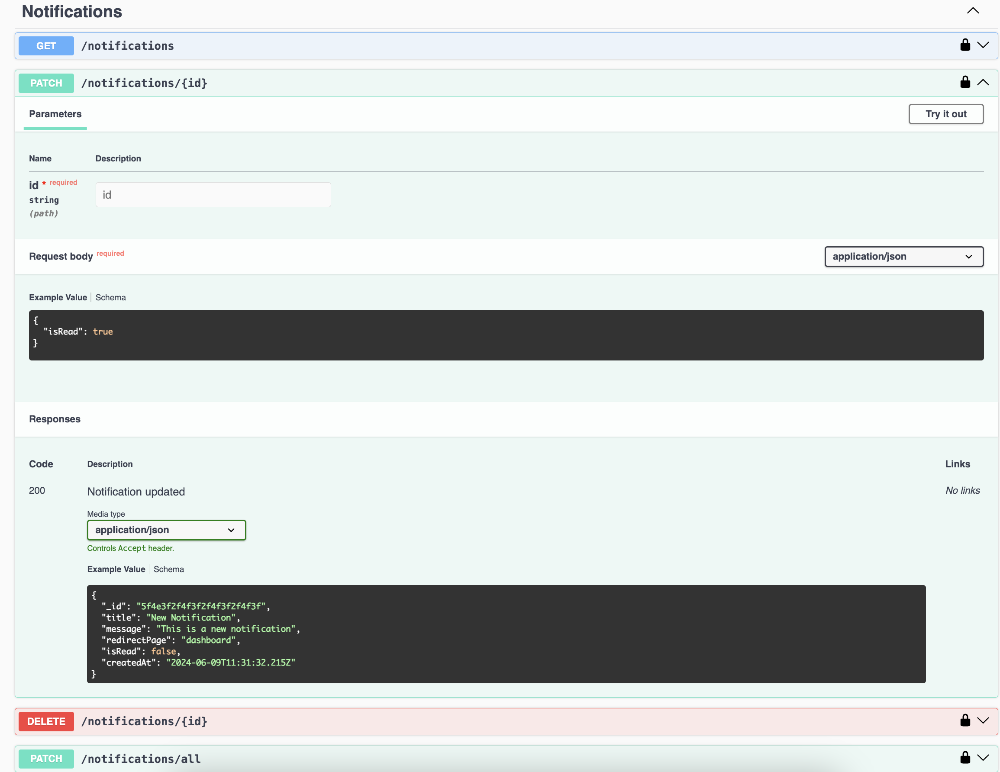 Notifications
GET /notifications
PATCH /notifications/{id}
Parameters
Try it out
Name Description
id * required
string
(path)
id
Request body required
application/json
Example Value Schema
{
  "isRead": true
}
Responses
Code Description Links
200 Notification updated No links
Media type
application/json
Controls Accept header.
Example Value Schema
{
  "_id": "5f4e3f2f4f3f2f4f3f2f4f3f",
  "title": "New Notification",
  "message": "This is a new notification",
  "redirectPage": "dashboard",
  "isRead": false,
  "createdAt": "2024-06-09T11:31:32.215Z"
}
DELETE /notifications/{id}
PATCH /notifications/all